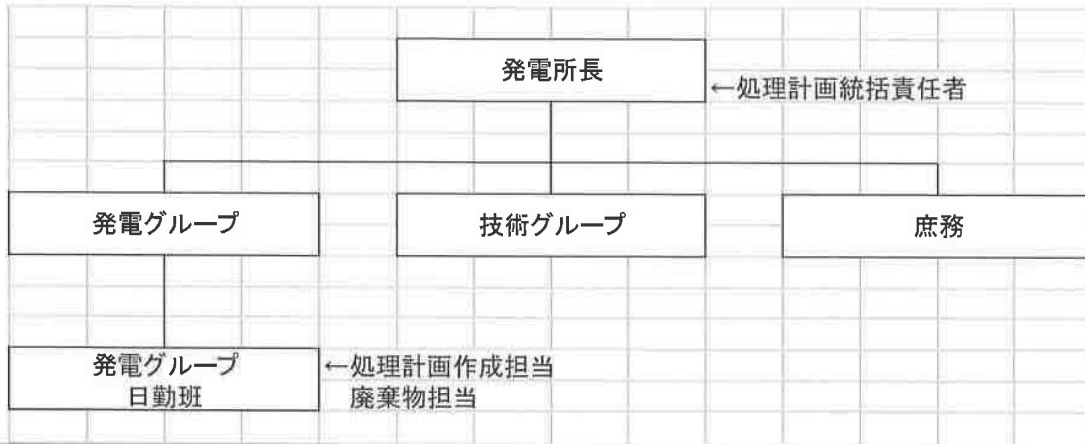 発電所長
←処理計画統括責任者
発電グループ
技術グループ
庶務
発電グループ
日勤班
←処理計画作成担当
廃棄物担当